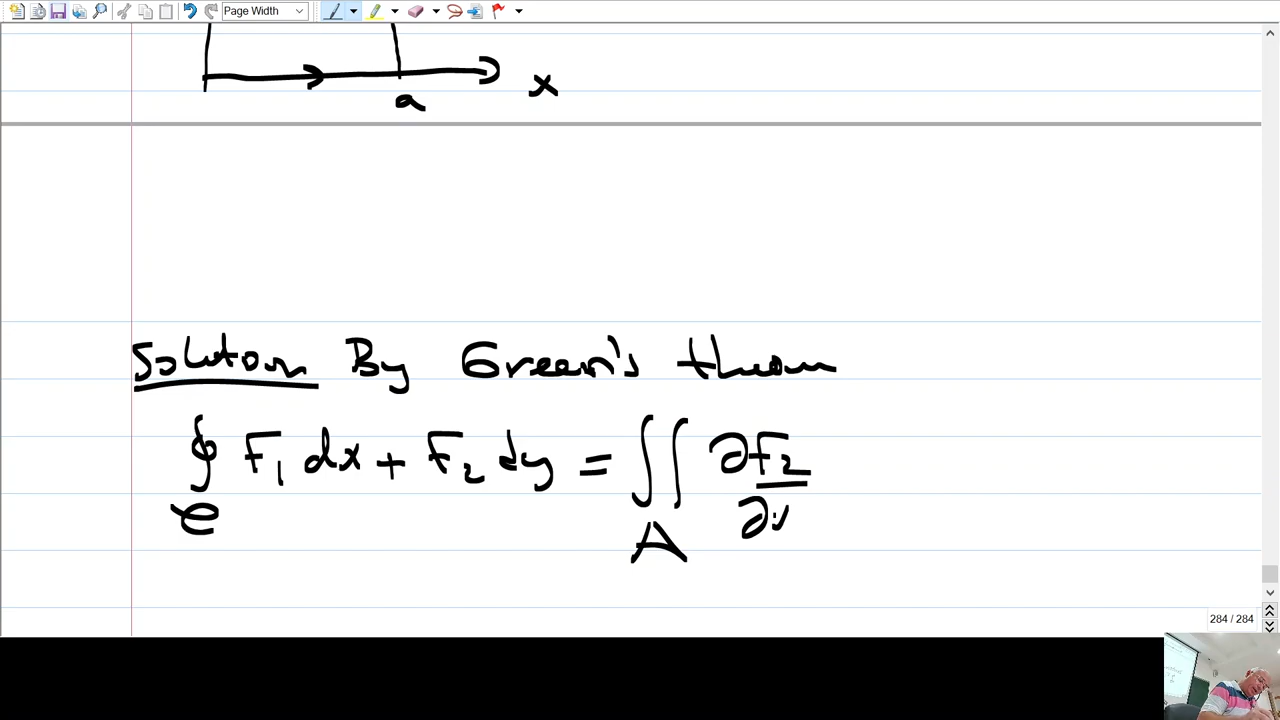 Page Width
x
a
Solution By Green's theorem
∮ F₁ dx + F₂ dy = ∬ ∂F₂
C A ∂x
284 / 284